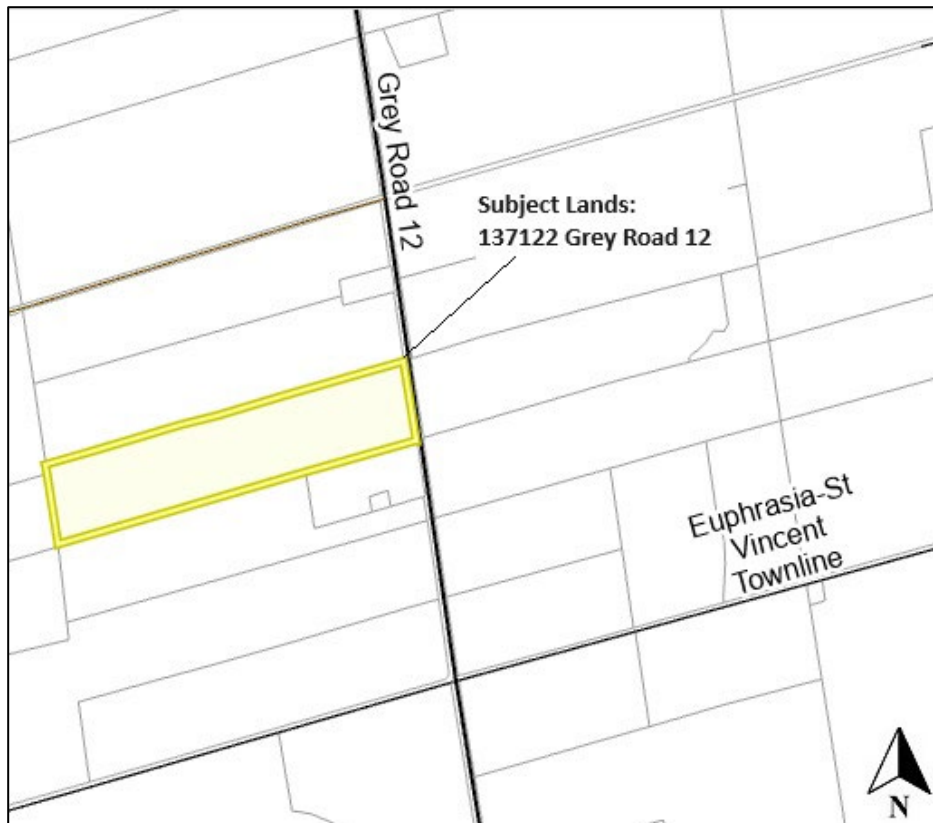 Grey Road 12
Subject Lands:
137122 Grey Road 12
Euphrasia-St
Vincent
Townline
N